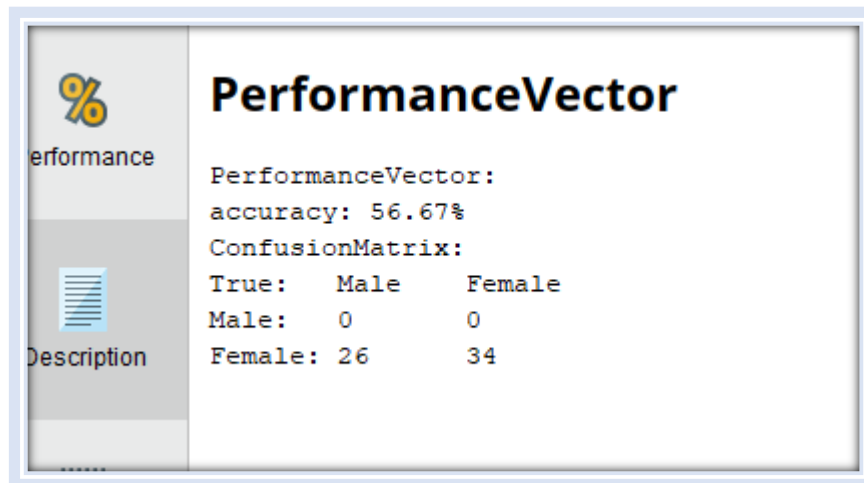 PerformanceVector
erformance
PerformanceVector:
accuracy: 56.67%
ConfusionMatrix:
True: Male Female
Male: 0 0
Female: 26 34
Description